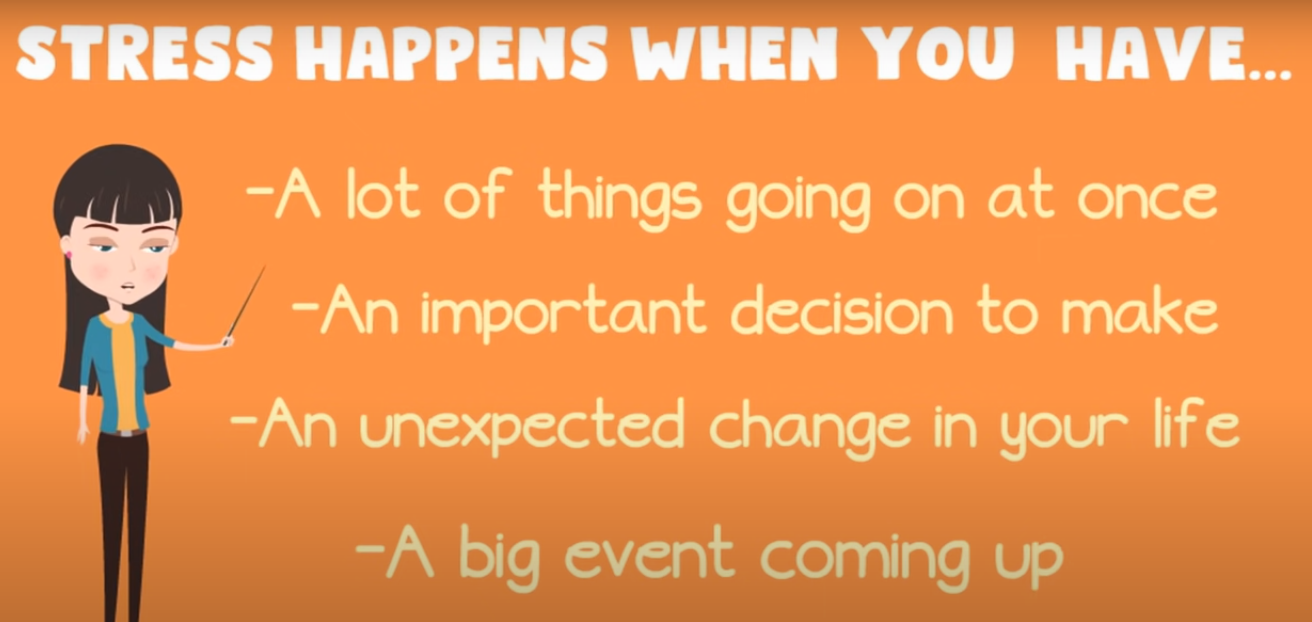 STRESS HAPPENS WHEN YOU HAVE...
-A lot of things going on at once
-An important decision to make
-An unexpected change in your life
-A big event coming up